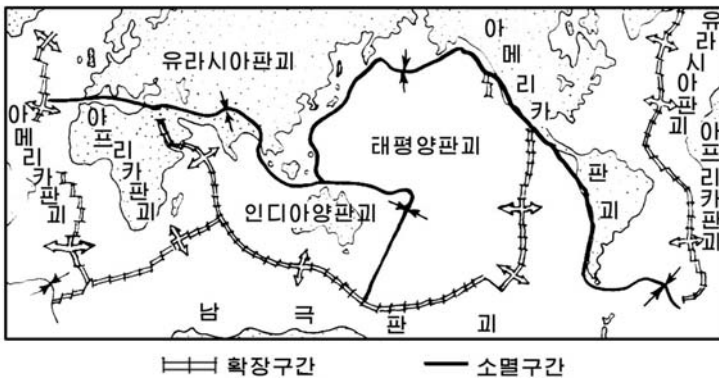 유라시아판괴
아메리카판괴
아프리카판괴
인디아양판괴
태평양판괴
아메리카
판괴
유라시아판괴
아프리카판괴
남극판괴
확장구간
소멸구간